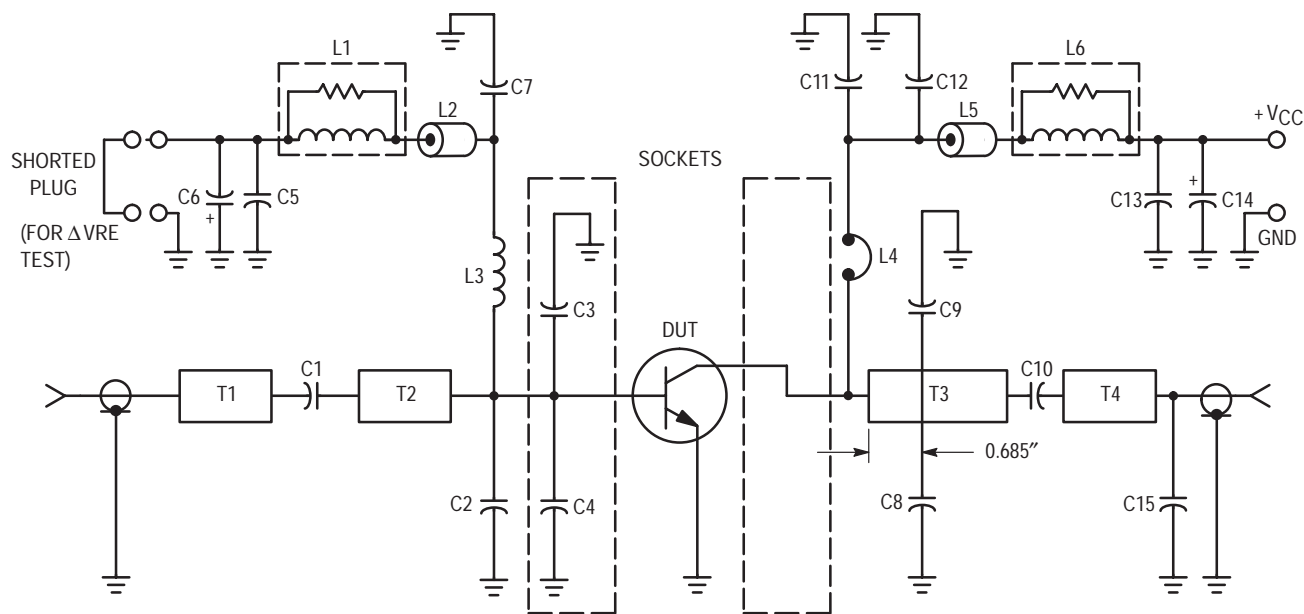 L1
L6
C7
C11
C12
L2
L5
+ VCC
SHORTED
PLUG
SOCKETS
C6
+
C5
C13
+
C14
(FOR Δ VRE
TEST)
GND
L3
L4
C3
C9
DUT
C1
C10
T1
T2
T3
T4
0.685″
C2
C4
C8
C15